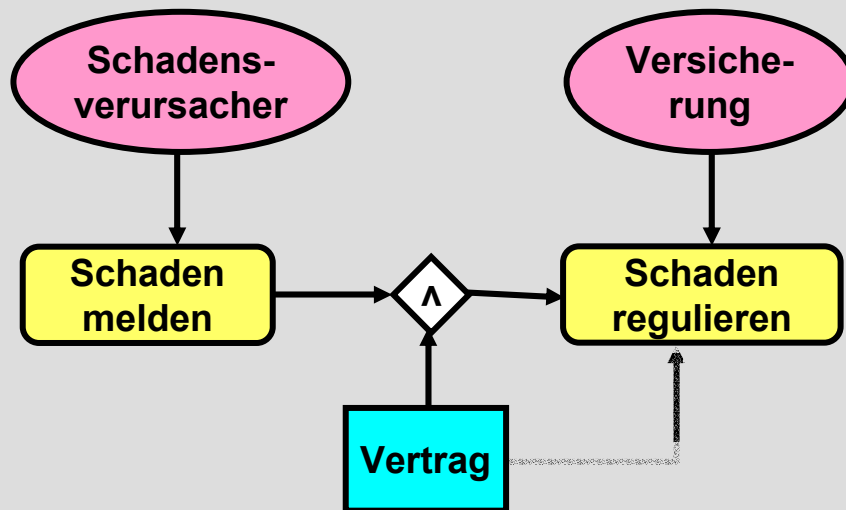 Schadens-
verursacher
Versiche-
rung
Schaden
melden
ʌ
Schaden
regulieren
Vertrag